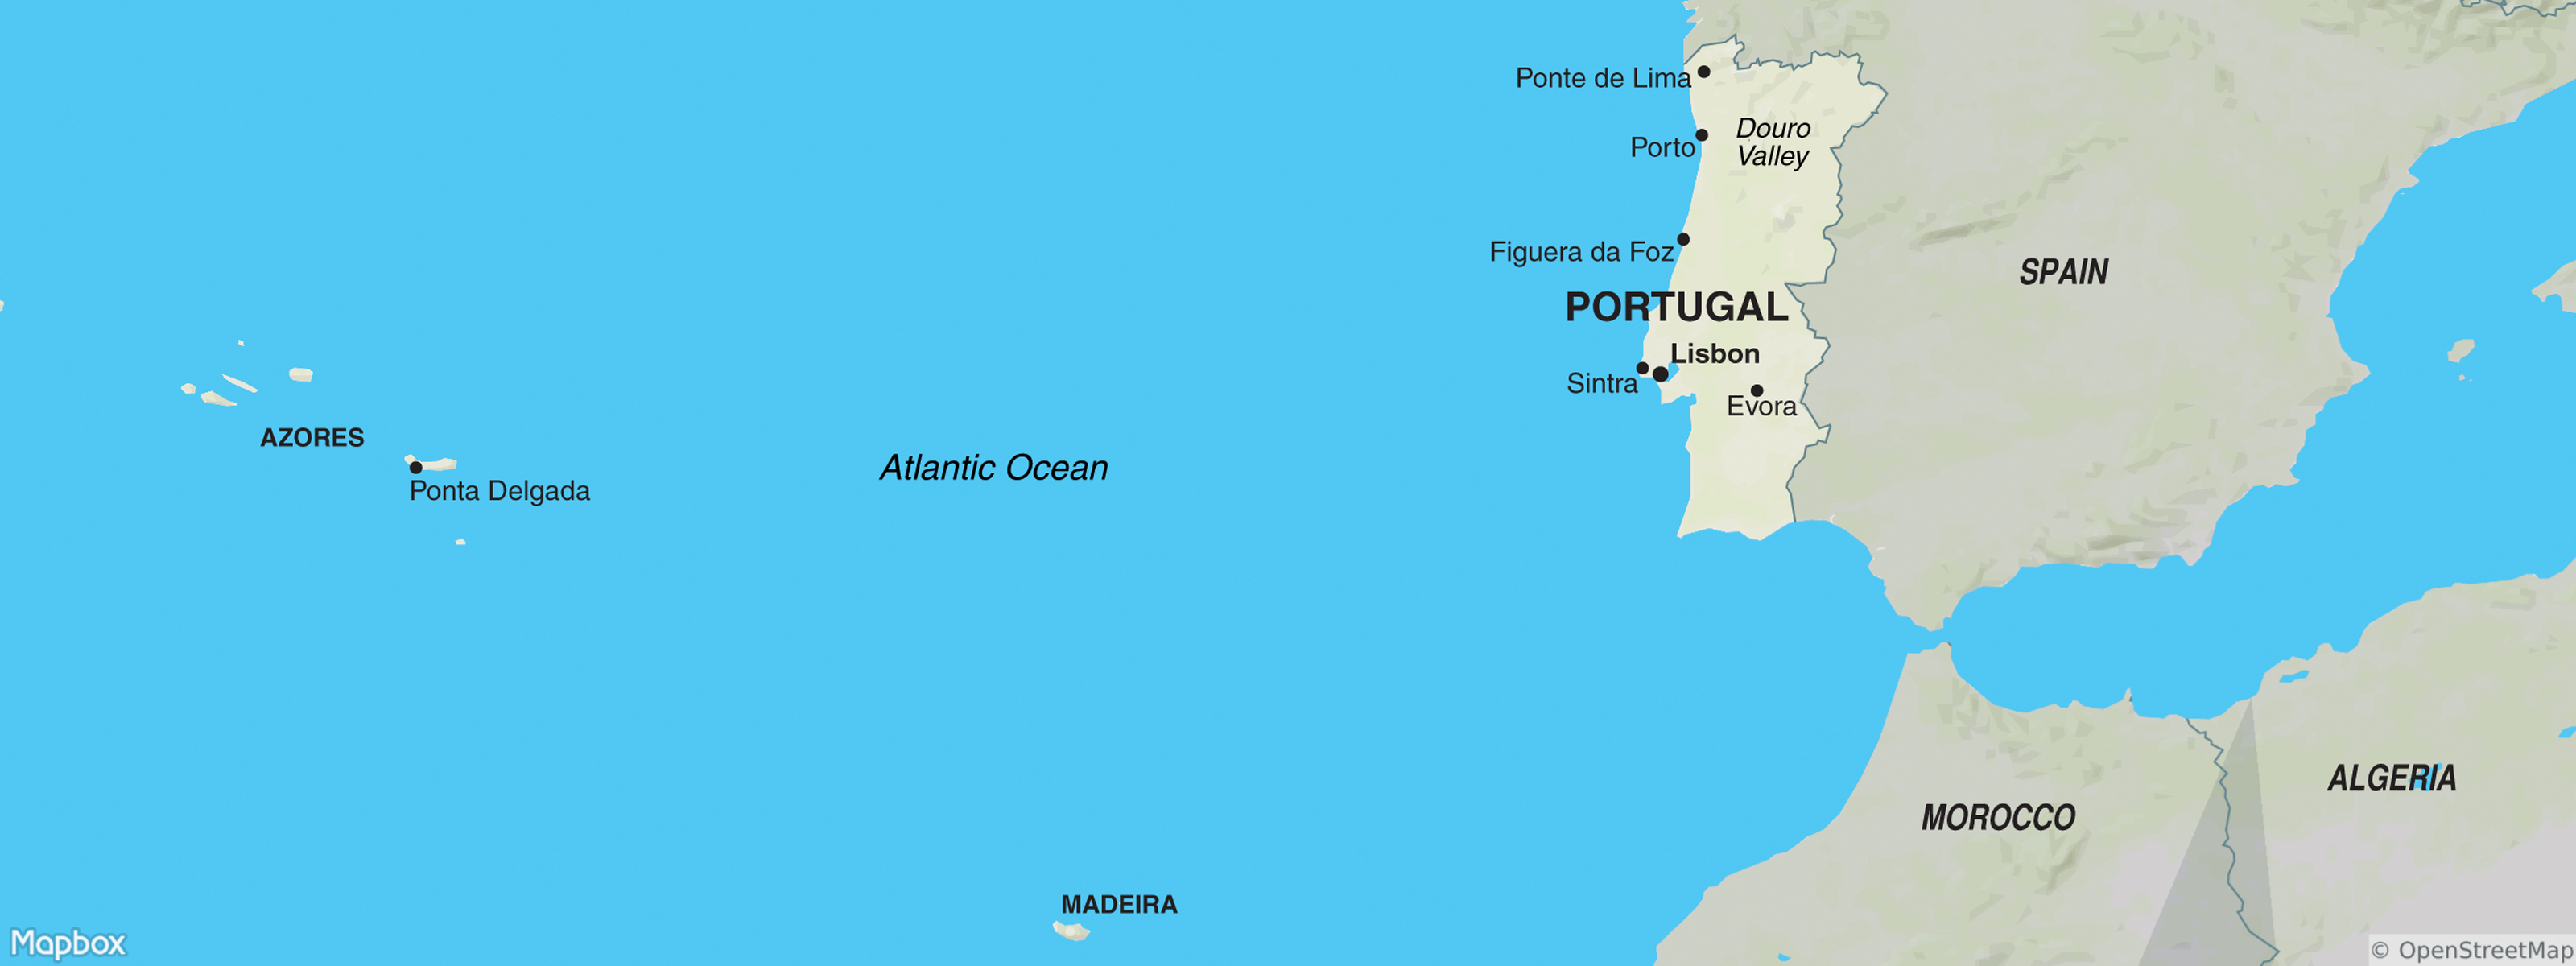 Ponte de Lima
Porto
Douro
Valley
Figuera da Foz
SPAIN
PORTUGAL
Lisbon
Sintra
Evora
AZORES
Ponta Delgada
Atlantic Ocean
ALGERIA
MOROCCO
MADEIRA
Mapbox
© OpenStreetMap